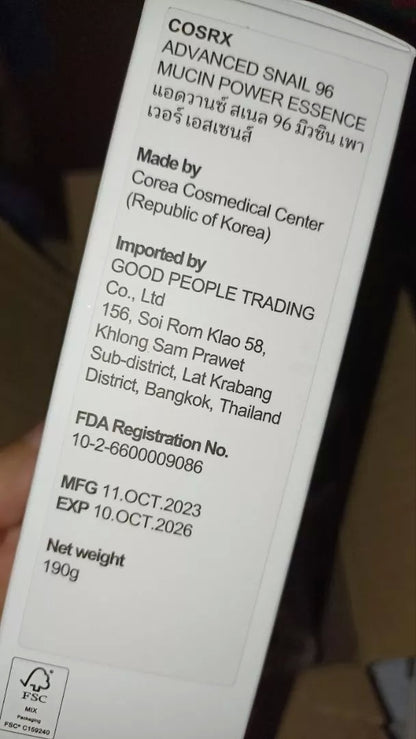 COSRX
ADVANCED SNAIL 96
MUCIN POWER ESSENCE
แอดวานซ์ สเนล 96 มิวซิน เพา
เวอร์ เอสเซนส์
Made by
Corea Cosmedical Center
(Republic of Korea)
Imported by
GOOD PEOPLE TRADING
Co., Ltd
156, Soi Rom Klao 58,
Khlong Sam Prawet
Sub-district, Lat Krabang
District, Bangkok, Thailand
FDA Registration No.
10-2-6600009086
MFG 11.OCT.2023
EXP 10.OCT.2026
Net weight
190g
FSC
MIX
Packaging
FSC® C159240